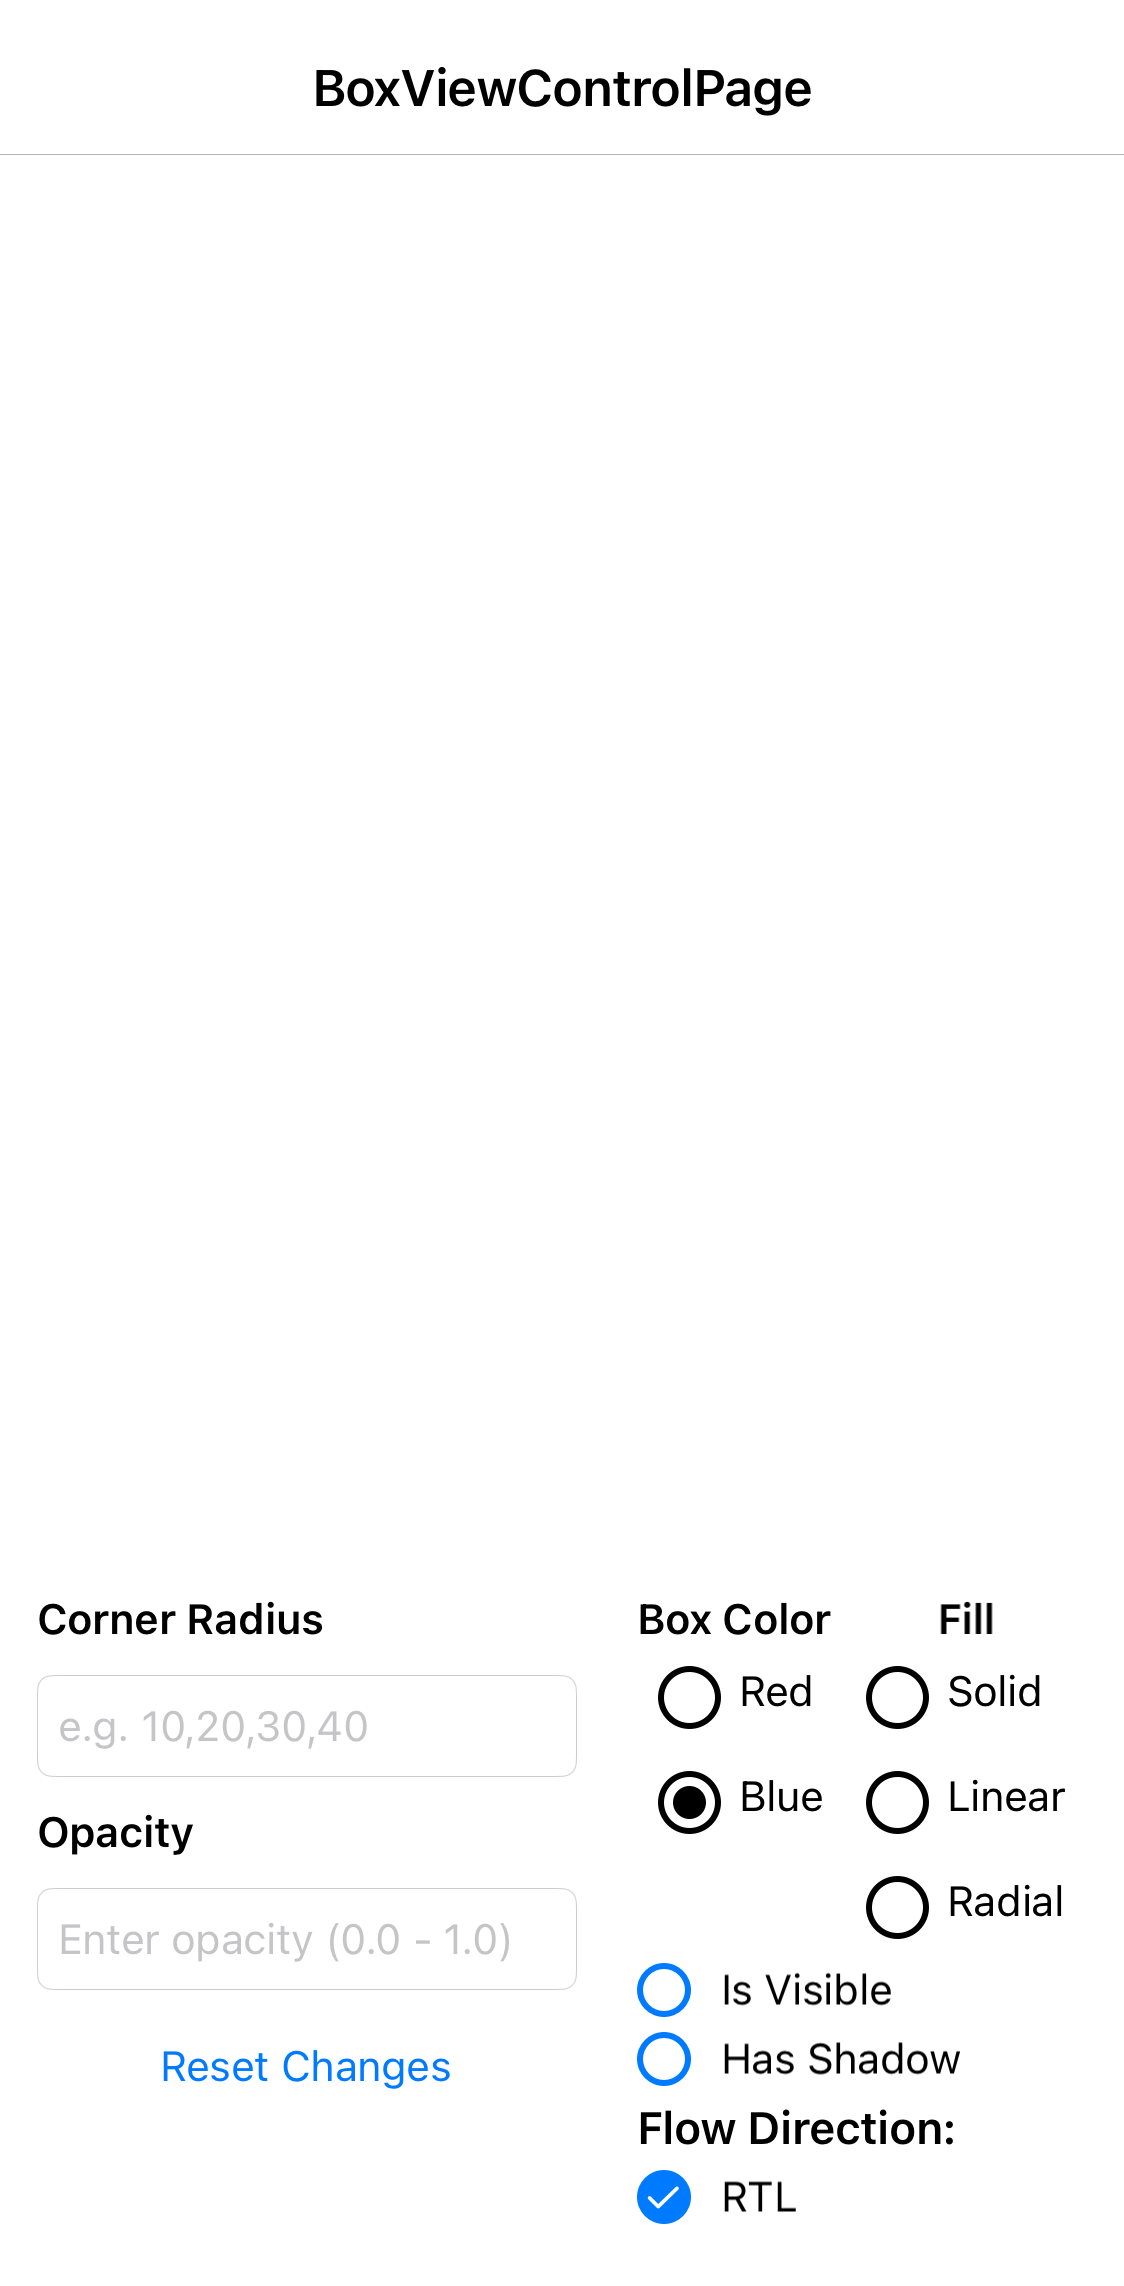 BoxViewControlPage
Corner Radius
e.g. 10,20,30,40
Opacity
Enter opacity (0.0 - 1.0)
Reset Changes
Box Color
Red
Blue
Fill
Solid
Linear
Radial
Is Visible
Has Shadow
Flow Direction:
RTL